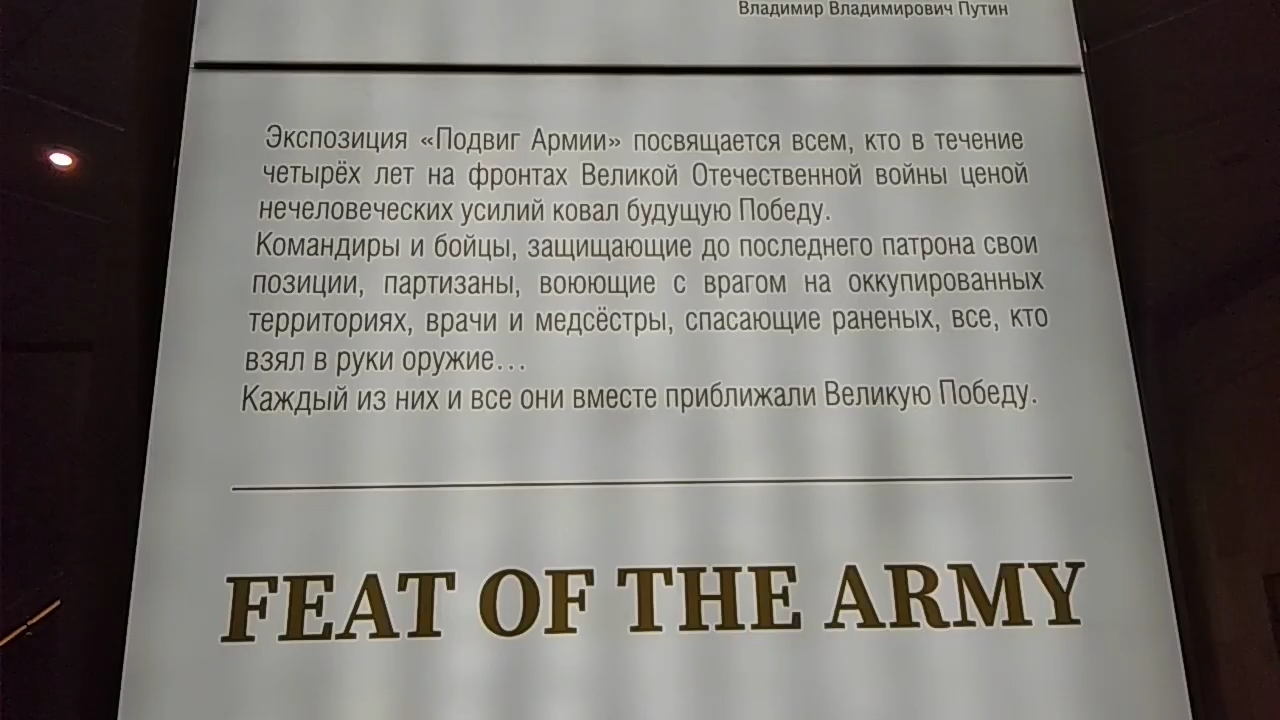 Владимир Владимирович Путин
Экспозиция «Подвиг Армии» посвящается всем, кто в течение
четырёх лет на фронтах Великой Отечественной войны ценой
нечеловеческих усилий ковал будущую Победу.
Командиры и бойцы, защищающие до последнего патрона свои
позиции, партизаны, воюющие с врагом на оккупированных
территориях, врачи и медсёстры, спасающие раненых, все, кто
взял в руки оружие...
Каждый из них и все они вместе приближали Великую Победу.
FEAT OF THE ARMY